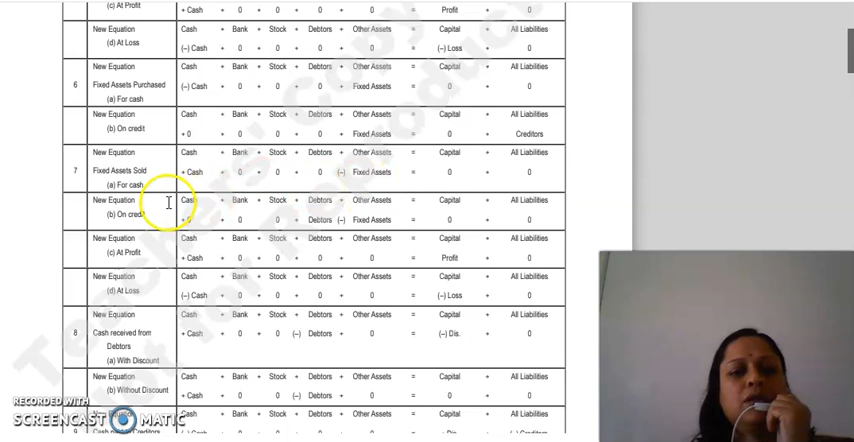 (c) At Profit + Cash + 0 + 0 + 0 + 0 = Profit + 0
New Equation Cash + Bank + Stock + Debtors + Other Assets = Capital + All Liabilities
(d) At Loss (–) Cash + 0 + 0 + 0 + 0 = (–) Loss + 0
New Equation Cash + Bank + Stock + Debtors + Other Assets = Capital + All Liabilities
6 Fixed Assets Purchased (–) Cash + 0 + 0 + 0 + Fixed Assets = 0 + 0
(a) For cash
New Equation Cash + Bank + Stock + Debtors + Other Assets = Capital + All Liabilities
(b) On credit + 0 + 0 + 0 + 0 + Fixed Assets = 0 + Creditors
New Equation Cash + Bank + Stock + Debtors + Other Assets = Capital + All Liabilities
7 Fixed Assets Sold + Cash + 0 + 0 + 0 (–) Fixed Assets = 0 + 0
(a) For cash
New Equation Cash + Bank + Stock + Debtors + Other Assets = Capital + All Liabilities
(b) On credit + 0 + 0 + 0 + Debtors (–) Fixed Assets = 0 + 0
New Equation Cash + Bank + Stock + Debtors + Other Assets = Capital + All Liabilities
(c) At Profit + Cash + 0 + 0 + 0 + 0 = Profit + 0
New Equation Cash + Bank + Stock + Debtors + Other Assets = Capital + All Liabilities
(d) At Loss (–) Cash + 0 + 0 + 0 + 0 = (–) Loss + 0
New Equation Cash + Bank + Stock + Debtors + Other Assets = Capital + All Liabilities
8 Cash received from + Cash + 0 + 0 (–) Debtors + 0 = (–) Dis. + 0
Debtors
(a) With Discount
New Equation Cash + Bank + Stock + Debtors + Other Assets = Capital + All Liabilities
(b) Without Discount + Cash + 0 0 (–) Debtors + 0 = 0 + 0
New Equation Cash + Bank + Stock + Debtors + Other Assets = Capital + All Liabilities
Teachers' Copy
Not for Reproduct
RECORDED WITH
SCREENCAST MATIC